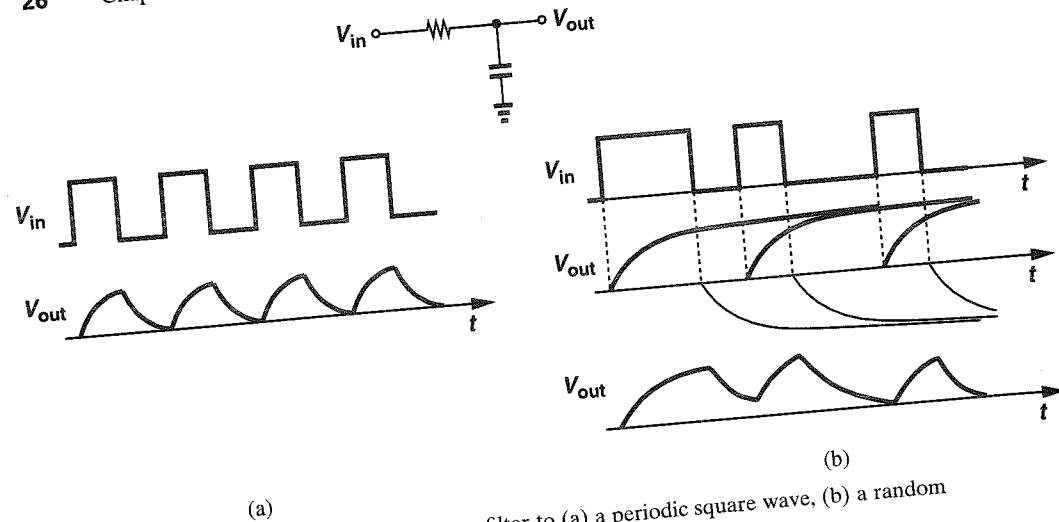 26
V_in V_out
V_in
V_out
t
V_in
t
V_out
t
V_out
t
(a)
(b)
filter to (a) a periodic square wave, (b) a random